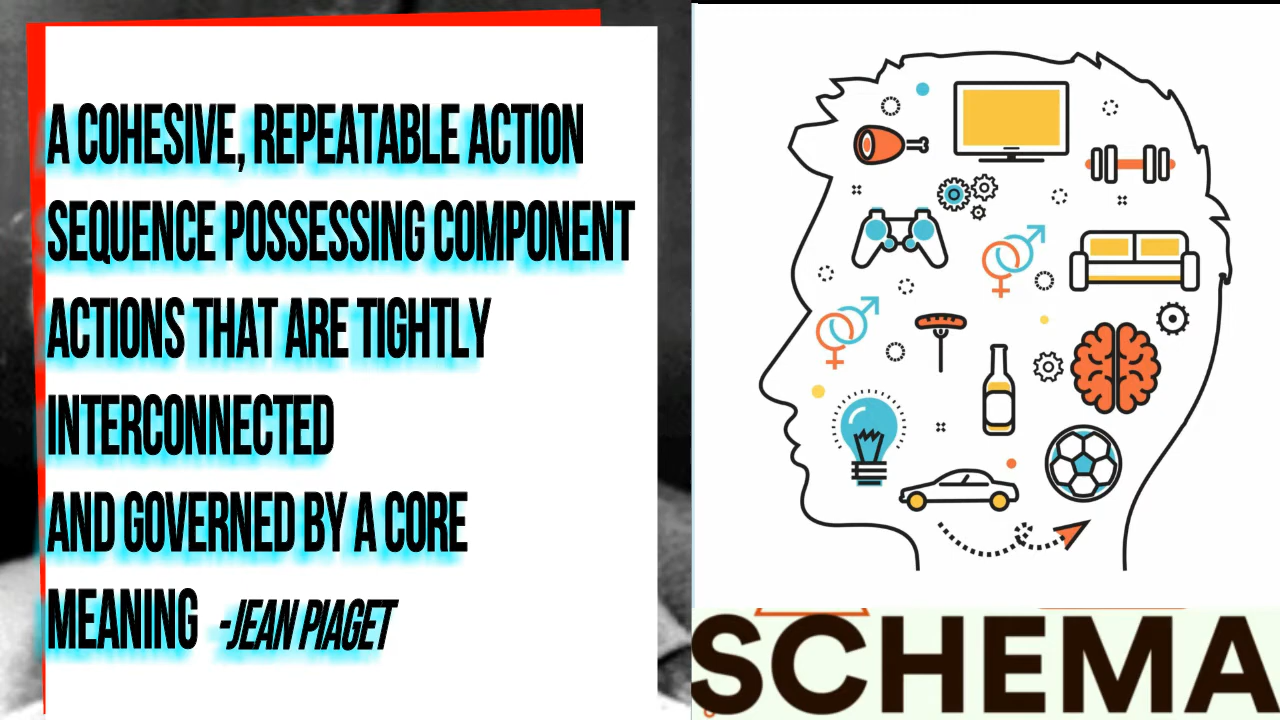 A COHESIVE, REPEATABLE ACTION
SEQUENCE POSSESSING COMPONENT
ACTIONS THAT ARE TIGHTLY
INTERCONNECTED
AND GOVERNED BY A CORE
MEANING -JEAN PIAGET
SCHEMA